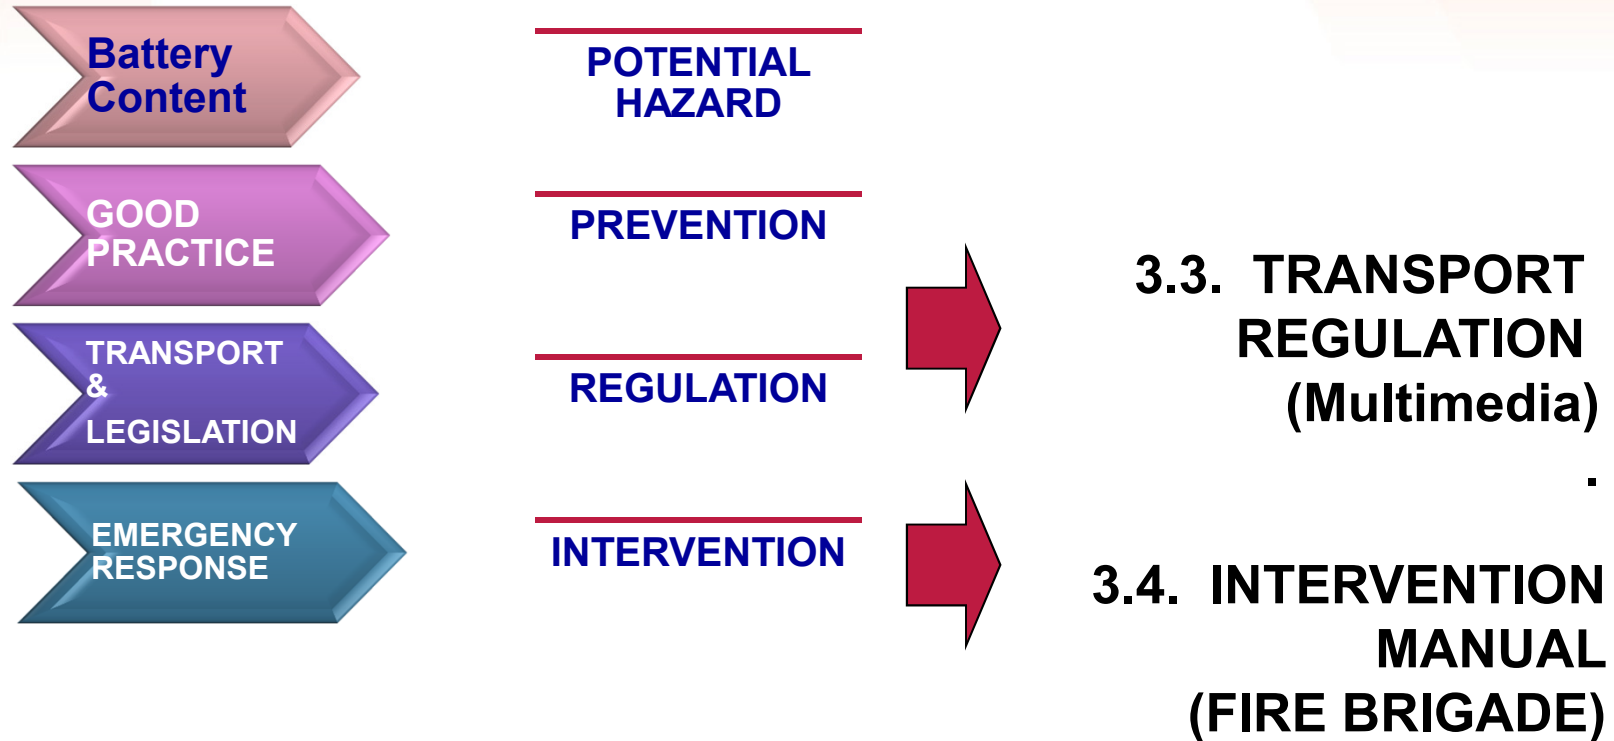 Battery
Content
POTENTIAL
HAZARD
GOOD
PRACTICE
PREVENTION
TRANSPORT
&
LEGISLATION
REGULATION
3.3. TRANSPORT
REGULATION
(Multimedia)
.
EMERGENCY
RESPONSE
INTERVENTION
3.4. INTERVENTION
MANUAL
(FIRE BRIGADE)